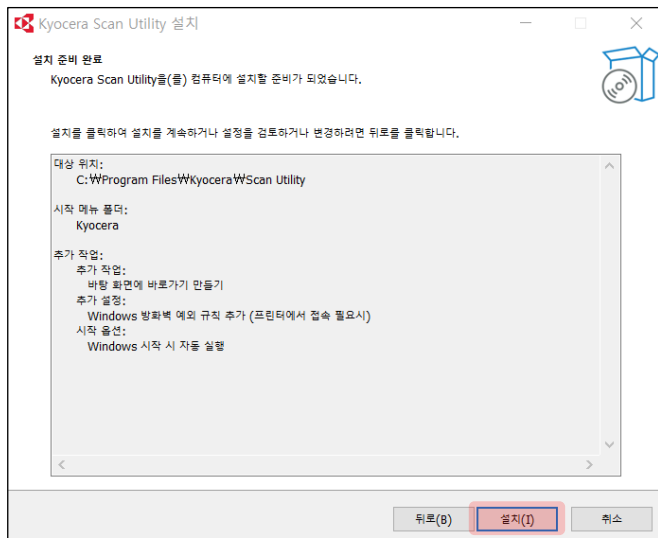 Kyocera Scan Utility 설치
설치 준비 완료
Kyocera Scan Utility을(를) 컴퓨터에 설치할 준비가 되었습니다.
설치를 클릭하여 설치를 계속하거나 설정을 검토하거나 변경하려면 뒤로를 클릭합니다.
대상 위치:
C:₩Program Files₩Kyocera₩Scan Utility
시작 메뉴 폴더:
Kyocera
추가 작업:
추가 작업:
바탕 화면에 바로가기 만들기
추가 설정:
Windows 방화벽 예외 규칙 추가 (프린터에서 접속 필요시)
시작 옵션:
Windows 시작 시 자동 실행
뒤로(B) 설치(I) 취소